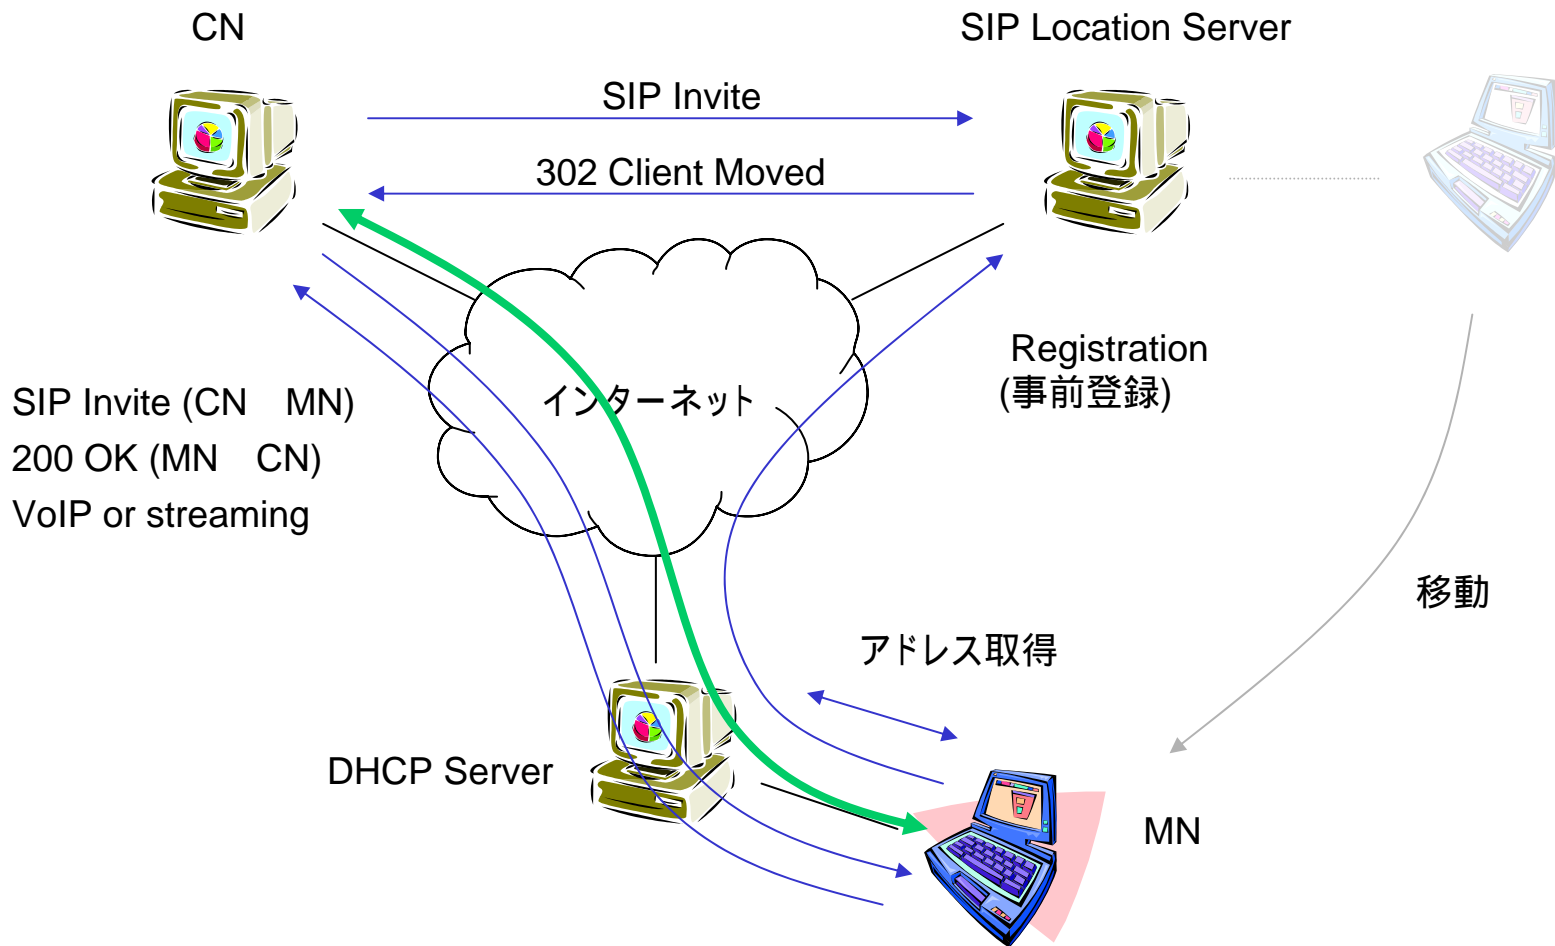 CN
SIP Location Server
SIP Invite
302 Client Moved
Registration
(事前登録)
インターネット
SIP Invite (CN　MN)
200 OK (MN　CN)
VoIP or streaming
移動
アドレス取得
DHCP Server
MN